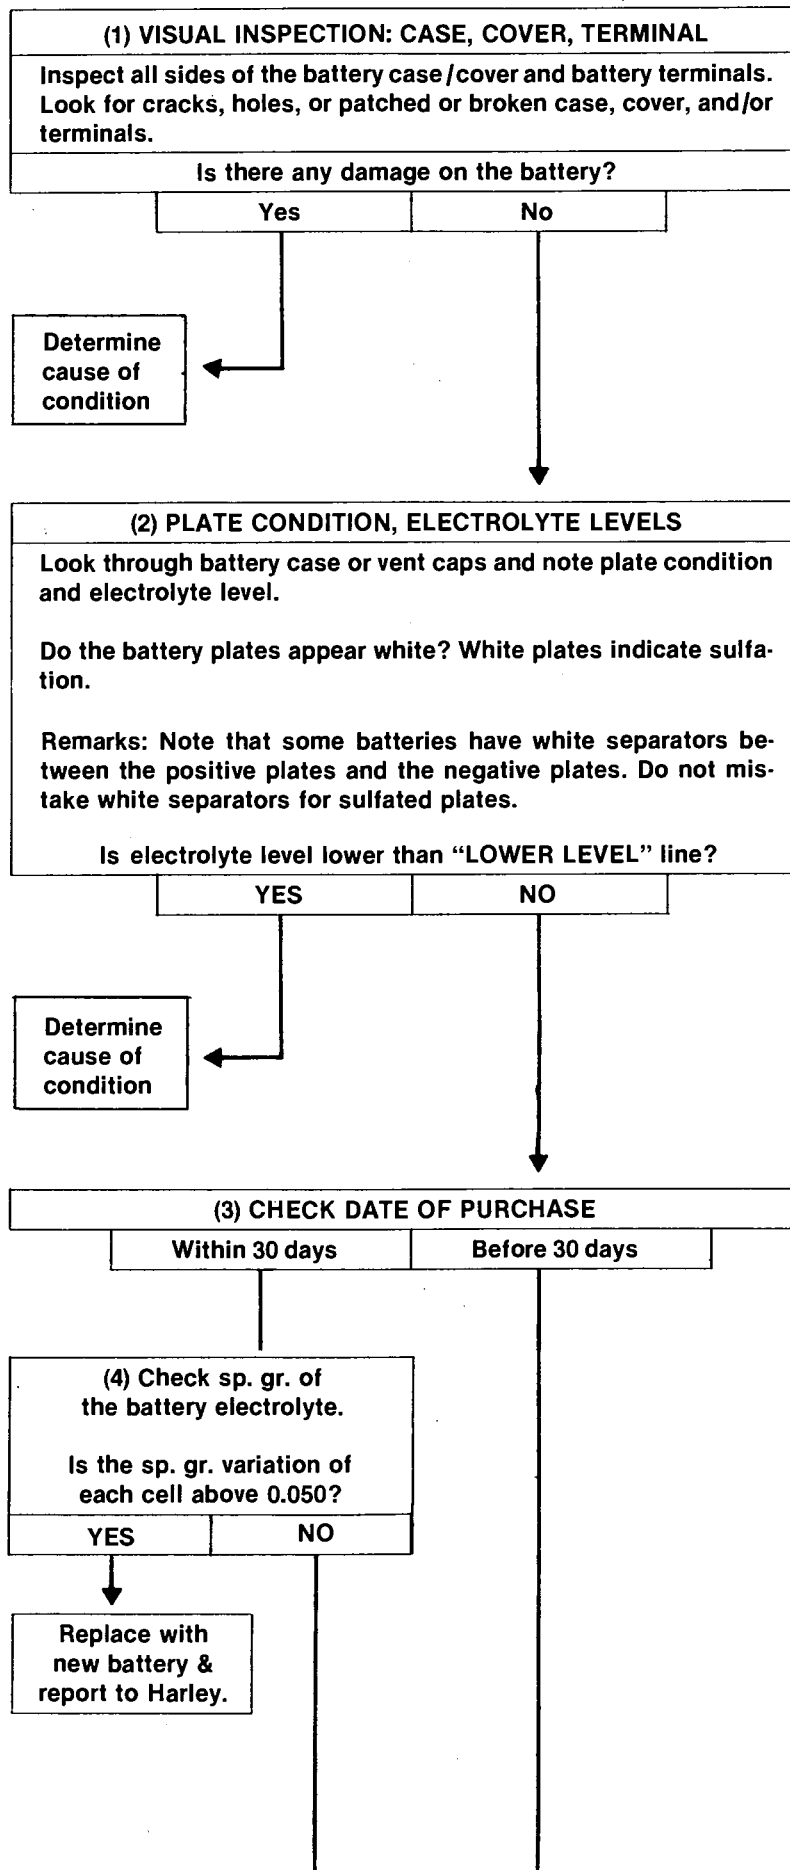 (1) VISUAL INSPECTION: CASE, COVER, TERMINAL
Inspect all sides of the battery case/cover and battery terminals.
Look for cracks, holes, or patched or broken case, cover, and/or
terminals.
Is there any damage on the battery?
Yes
No
Determine
cause of
condition
(2) PLATE CONDITION, ELECTROLYTE LEVELS
Look through battery case or vent caps and note plate condition
and electrolyte level.
Do the battery plates appear white? White plates indicate sulfa-
tion.
Remarks: Note that some batteries have white separators be-
tween the positive plates and the negative plates. Do not mis-
take white separators for sulfated plates.
Is electrolyte level lower than “LOWER LEVEL” line?
YES
NO
Determine
cause of
condition
(3) CHECK DATE OF PURCHASE
Within 30 days
Before 30 days
(4) Check sp. gr. of
the battery electrolyte.
Is the sp. gr. variation of
each cell above 0.050?
YES
NO
Replace with
new battery &
report to Harley.